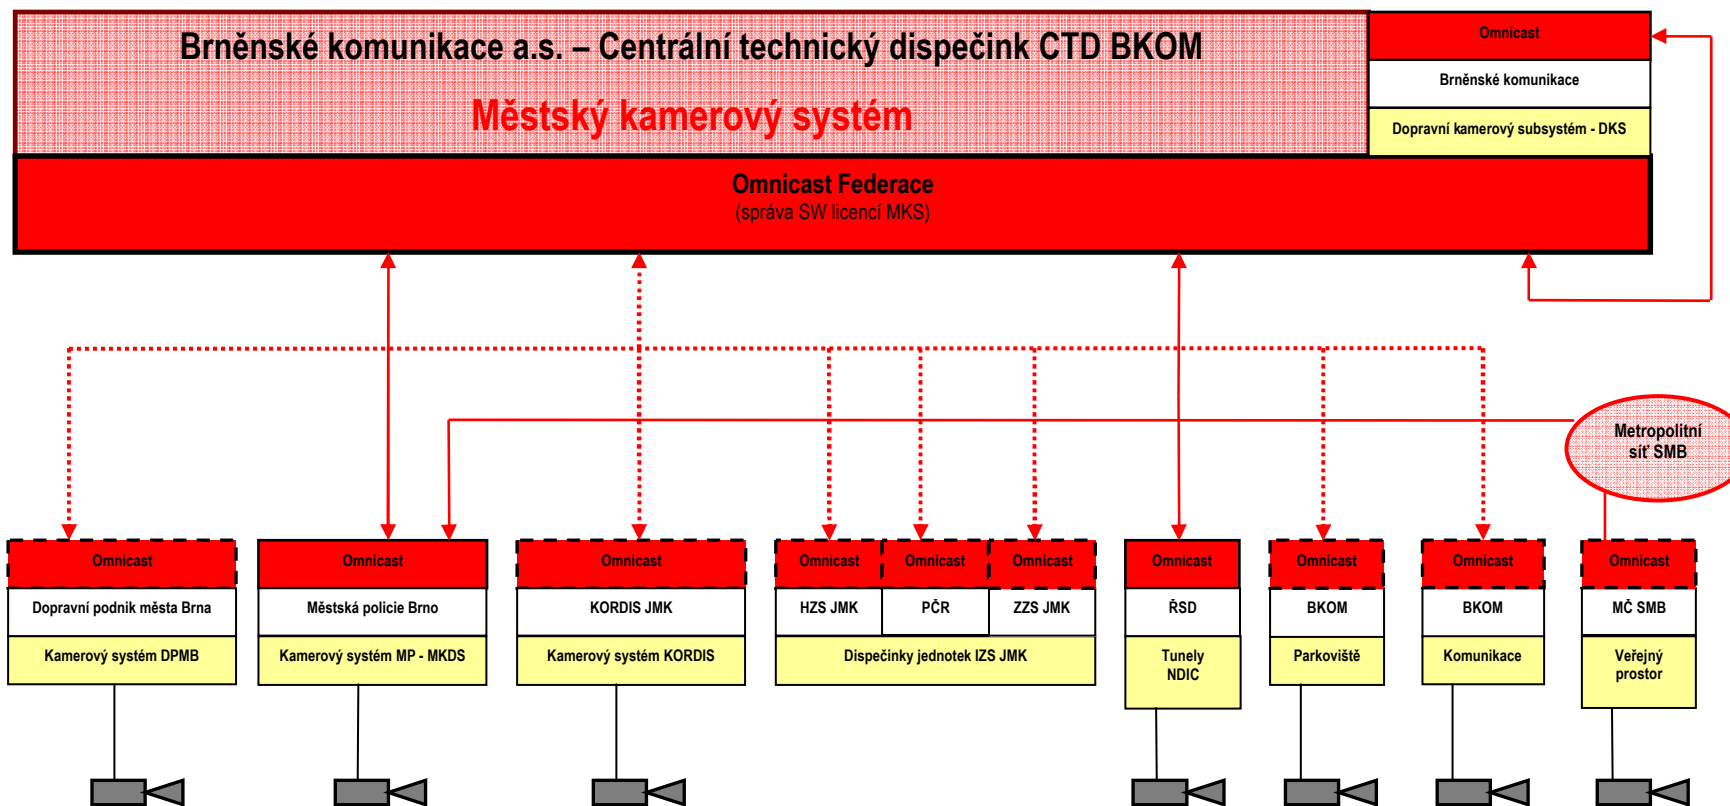 Brněnské komunikace a.s. – Centrální technický dispečink CTD BKOM
Městský kamerový systém
Omnicast
Brněnské komunikace
Dopravní kamerový subsystém - DKS
Omnicast Federace
(správa SW licencí MKS)
Metropolitní
síť SMB
Omnicast
Dopravní podnik města Brna
Kamerový systém DPMB
Omnicast
Městská policie Brno
Kamerový systém MP - MKDS
Omnicast
KORDIS JMK
Kamerový systém KORDIS
Omnicast
HZS JMK
Omnicast
PČR
Omnicast
ZZS JMK
Dispečinky jednotek IZS JMK
Omnicast
ŘSD
Tunely
NDIC
Omnicast
BKOM
Parkoviště
Omnicast
BKOM
Komunikace
Omnicast
MČ SMB
Veřejný
prostor